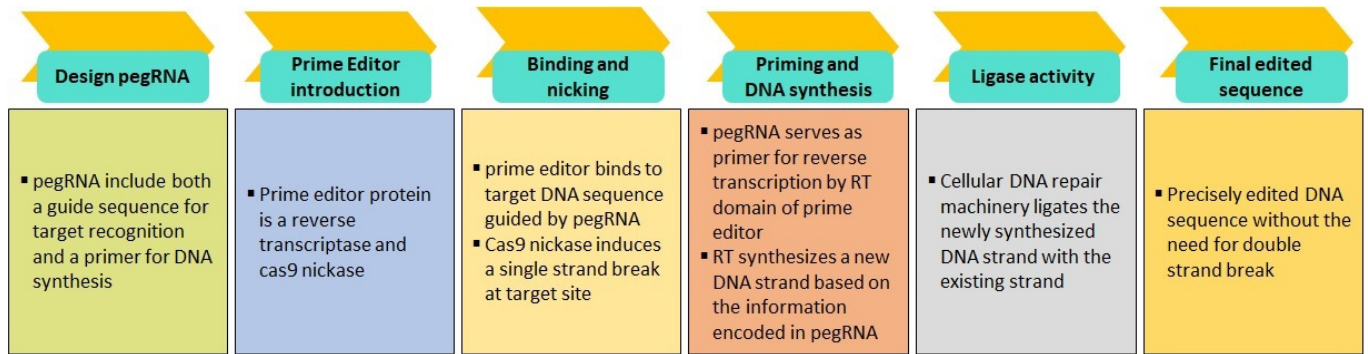 Design pegRNA
▪ pegRNA include both
a guide sequence for
target recognition
and a primer for DNA
synthesis
Prime Editor
introduction
▪ Prime editor protein
is a reverse
transcriptase and
cas9 nickase
Binding and
nicking
▪ prime editor binds to
target DNA sequence
guided by pegRNA
▪ Cas9 nickase induces
a single strand break
at target site
Priming and
DNA synthesis
▪ pegRNA serves as
primer for reverse
transcription by RT
domain of prime
editor
▪ RT synthesizes a new
DNA strand based on
the information
encoded in pegRNA
Ligase activity
▪ Cellular DNA repair
machinery ligates the
newly synthesized
DNA strand with the
existing strand
Final edited
sequence
▪ Precisely edited DNA
sequence without the
need for double
strand break